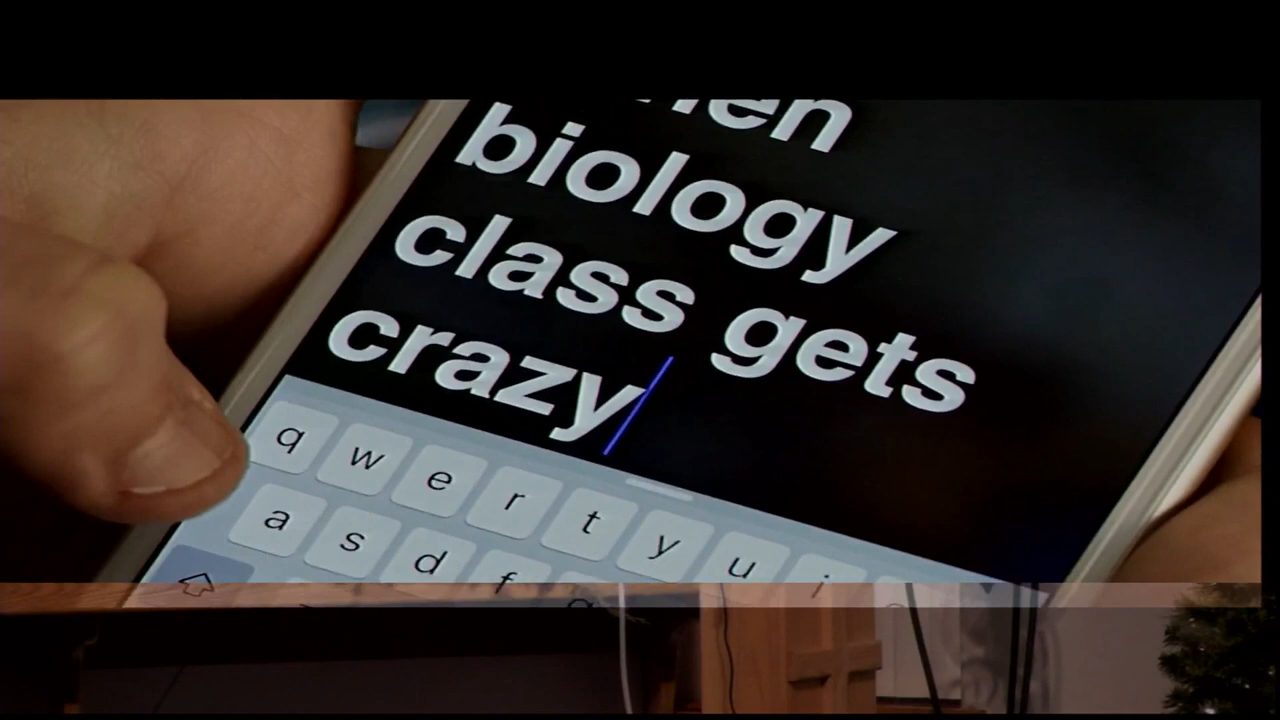 biology
class gets
crazy
q w e r t y u i
a s d f